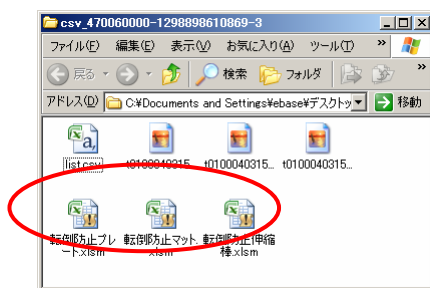 csv_470060000-1298898610869-3
ファイル(F) 編集(E) 表示(V) お気に入り(A) ツール(T) »
戻る 検索 フォルダ »
アドレス(D) C:¥Documents and Settings¥ebase¥デスクトッ 移動
list.csv t0100040315... t0100040315...
転倒防止プレ 転倒防止マット. 転倒防止伸縮
ート.xlsm .xlsm 棒.xlsm